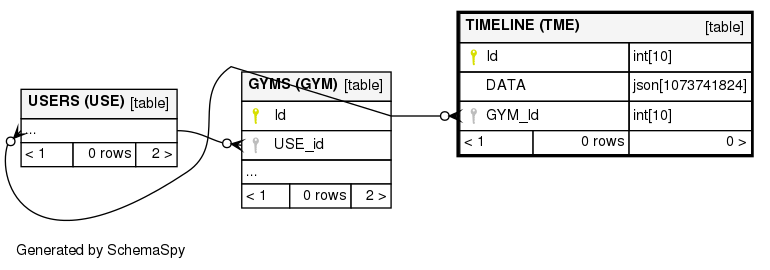 USERS (USE) [table]
...
< 1 0 rows 2 >
GYMS (GYM) [table]
Id
USE_id
...
< 1 0 rows 2 >
TIMELINE (TME) [table]
Id int[10]
DATA json[1073741824]
GYM_Id int[10]
< 1 0 rows 0 >
Generated by SchemaSpy